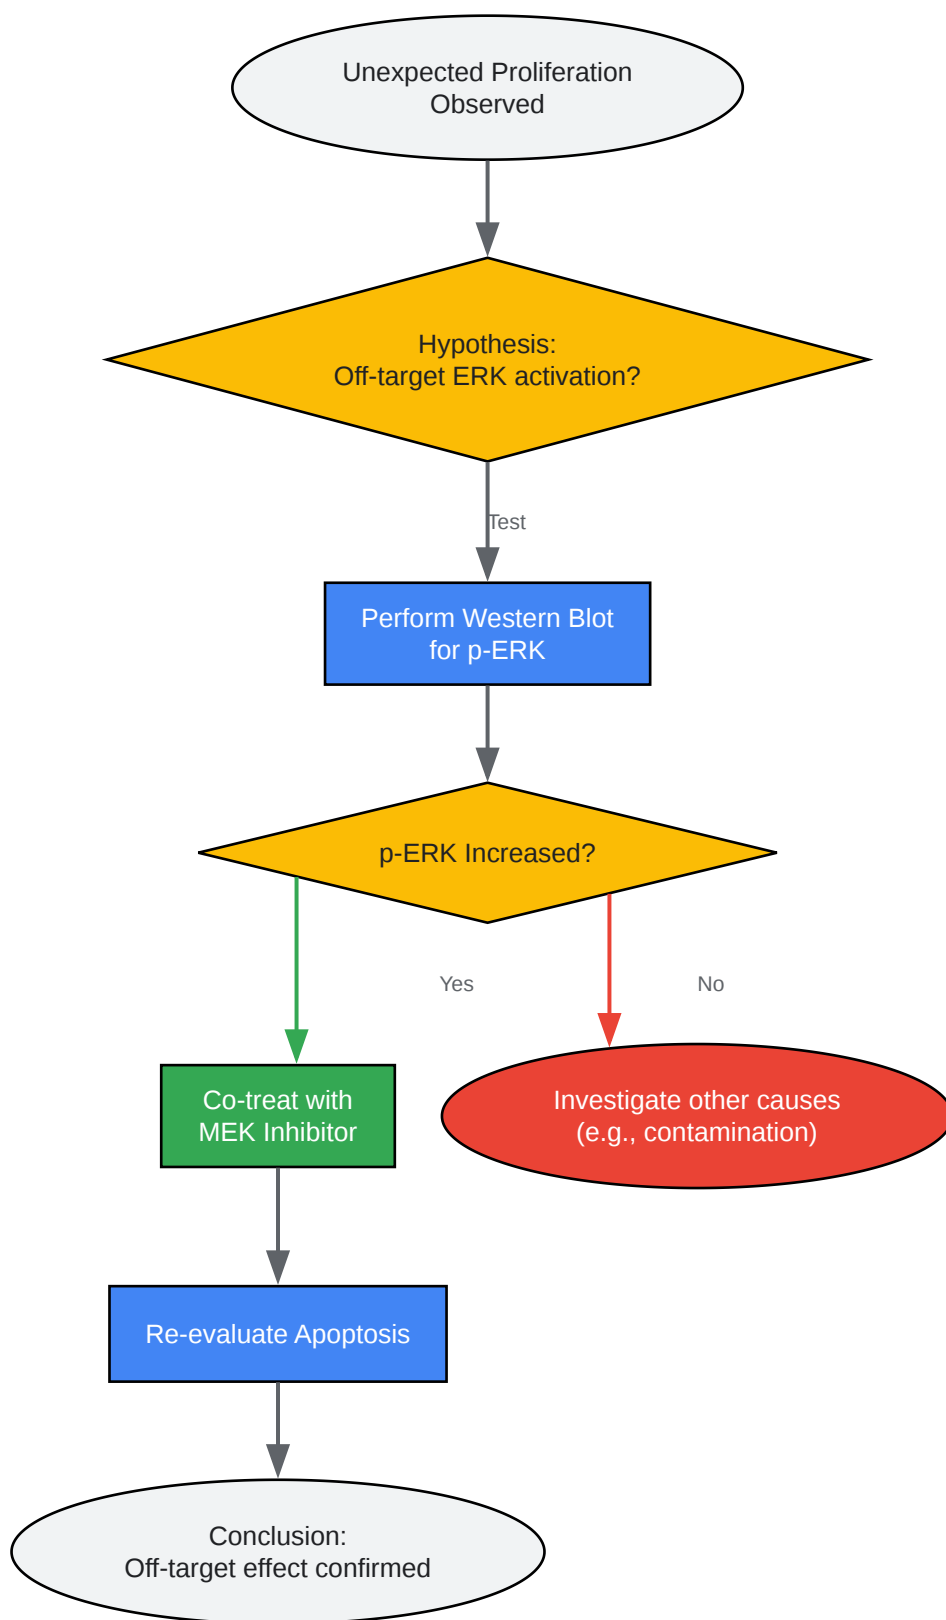 Unexpected Proliferation
Observed
Hypothesis:
Off-target ERK activation?
Test
Perform Western Blot
for p-ERK
p-ERK Increased?
Yes
No
Co-treat with
MEK Inhibitor
Investigate other causes
(e.g., contamination)
Re-evaluate Apoptosis
Conclusion:
Off-target effect confirmed